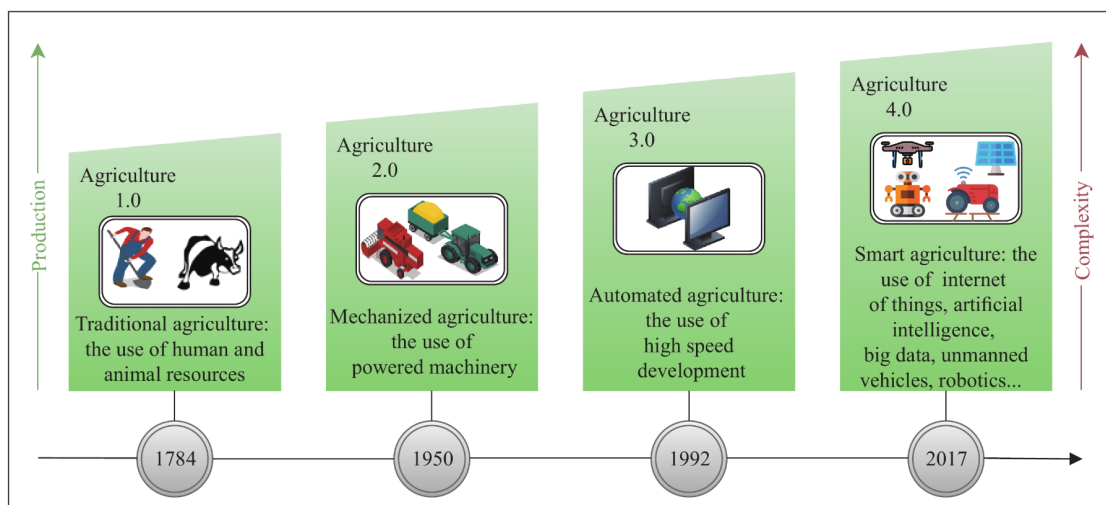 Production
Agriculture
1.0
Traditional agriculture:
the use of human and
animal resources
1784
Agriculture
2.0
Mechanized agriculture:
the use of
powered machinery
1950
Agriculture
3.0
Automated agriculture:
the use of
high speed
development
1992
Agriculture
4.0
Smart agriculture: the
use of internet
of things, artificial
intelligence,
big data, unmanned
vehicles, robotics...
2017
Complexity